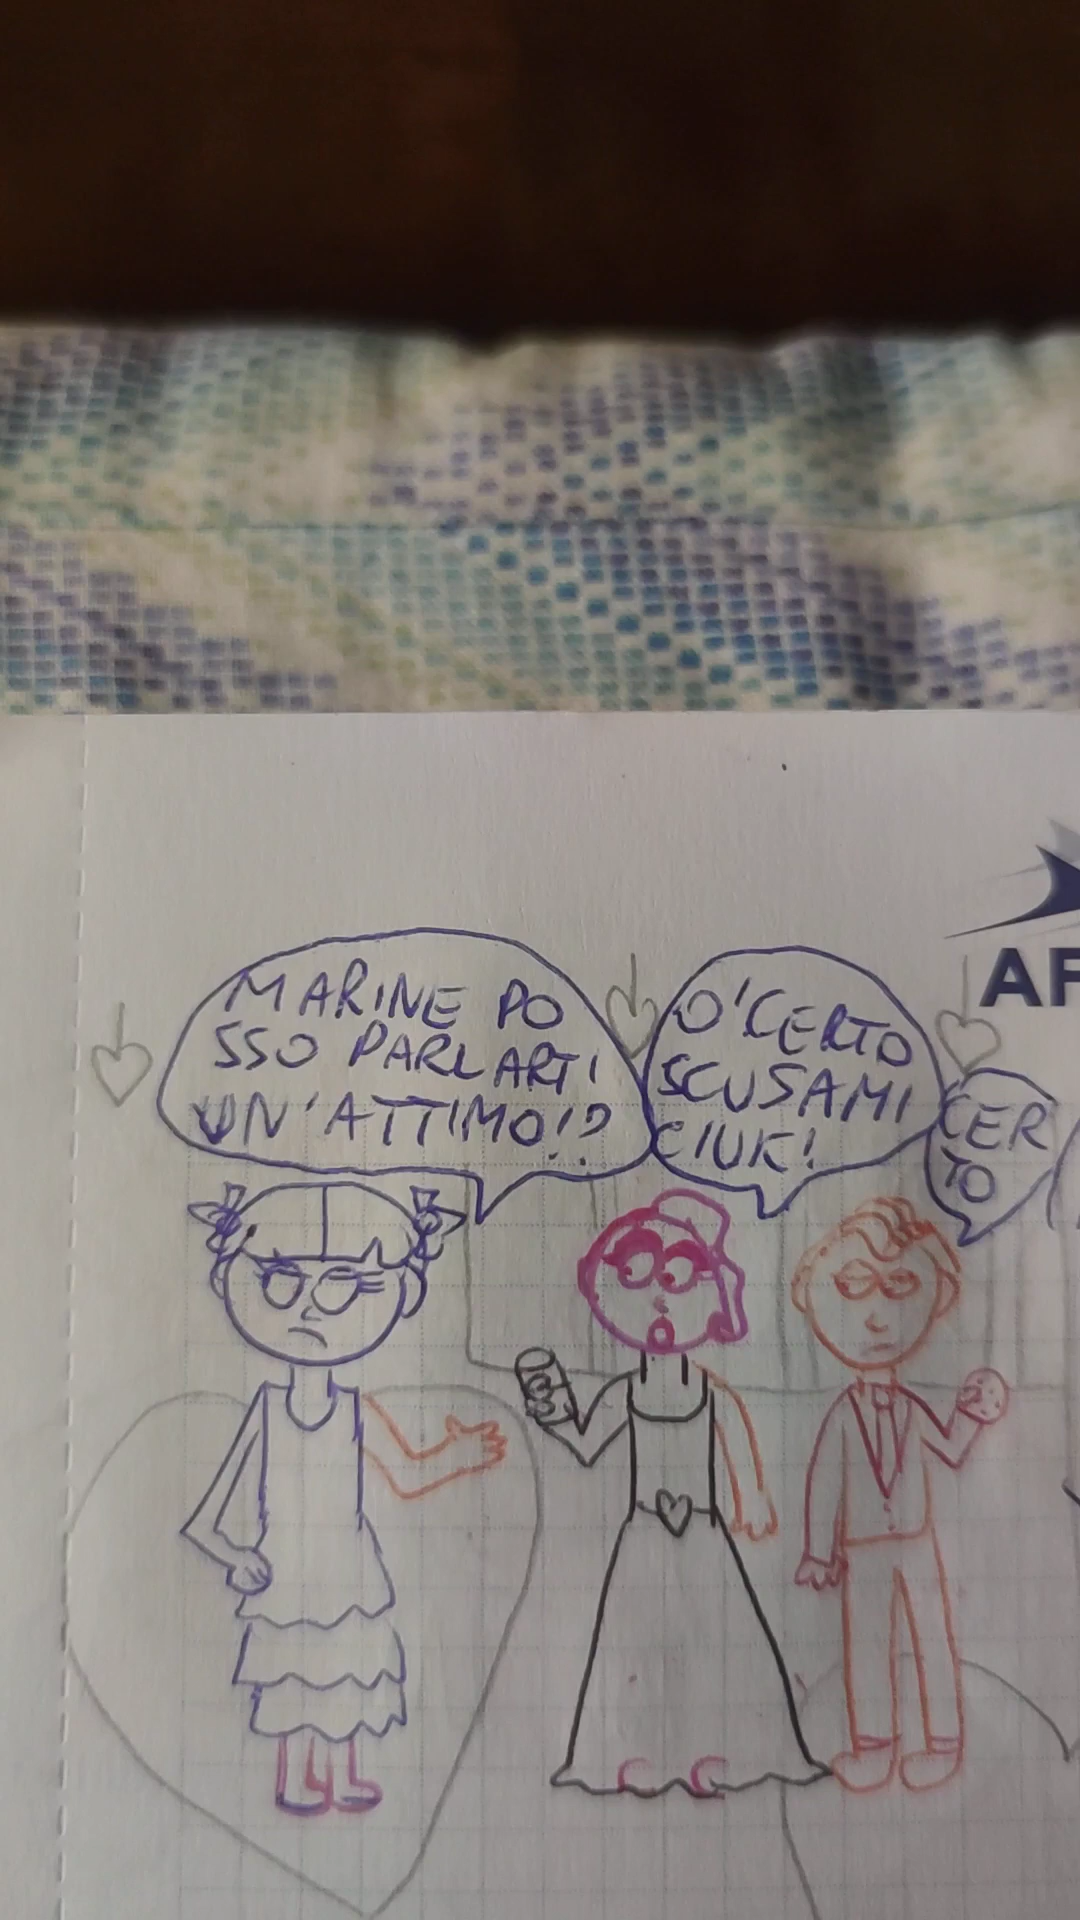 MARINE PO
SSO PARLARTI
UN'ATTIMO!?
O'CERTO
SCUSAMI
CIUK!
CER
TO
AF